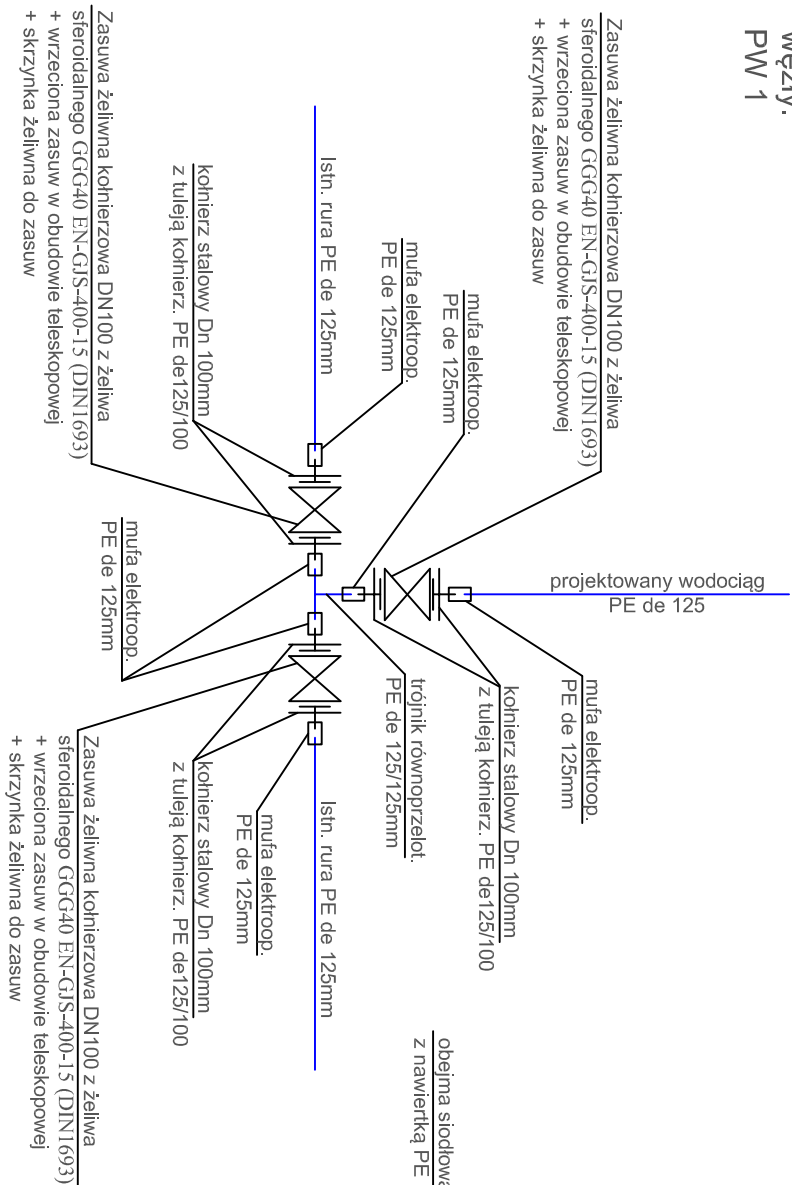 węzły.
PW 1
Zasuwa żeliwna kołnierzowa DN100 z żeliwa
sferoidalnego GGG40 EN-GJS-400-15 (DIN1693)
+ wrzeciona zasuw w obudowie teleskopowej
+ skrzynka żeliwna do zasuw
mufa elektroop.
PE de 125mm
mufa elektroop.
PE de 125mm
Istn. rura PE de 125mm
kołnierz stalowy Dn 100mm
z tuleją kołnierz. PE de125/100
Zasuwa żeliwna kołnierzowa DN100 z żeliwa
sferoidalnego GGG40 EN-GJS-400-15 (DIN1693)
+ wrzeciona zasuw w obudowie teleskopowej
+ skrzynka żeliwna do zasuw
projektowany wodociąg
PE de 125
mufa elektroop.
PE de 125mm
kołnierz stalowy Dn 100mm
z tuleją kołnierz. PE de125/100
trójnik równoprzelot.
PE de 125/125mm
mufa elektroop.
PE de 125mm
Istn. rura PE de 125mm
mufa elektroop.
PE de 125mm
kołnierz stalowy Dn 100mm
z tuleją kołnierz. PE de125/100
Zasuwa żeliwna kołnierzowa DN100 z żeliwa
sferoidalnego GGG40 EN-GJS-400-15 (DIN1693)
+ wrzeciona zasuw w obudowie teleskopowej
+ skrzynka żeliwna do zasuw
obejma siodłowa
z nawiertką PE